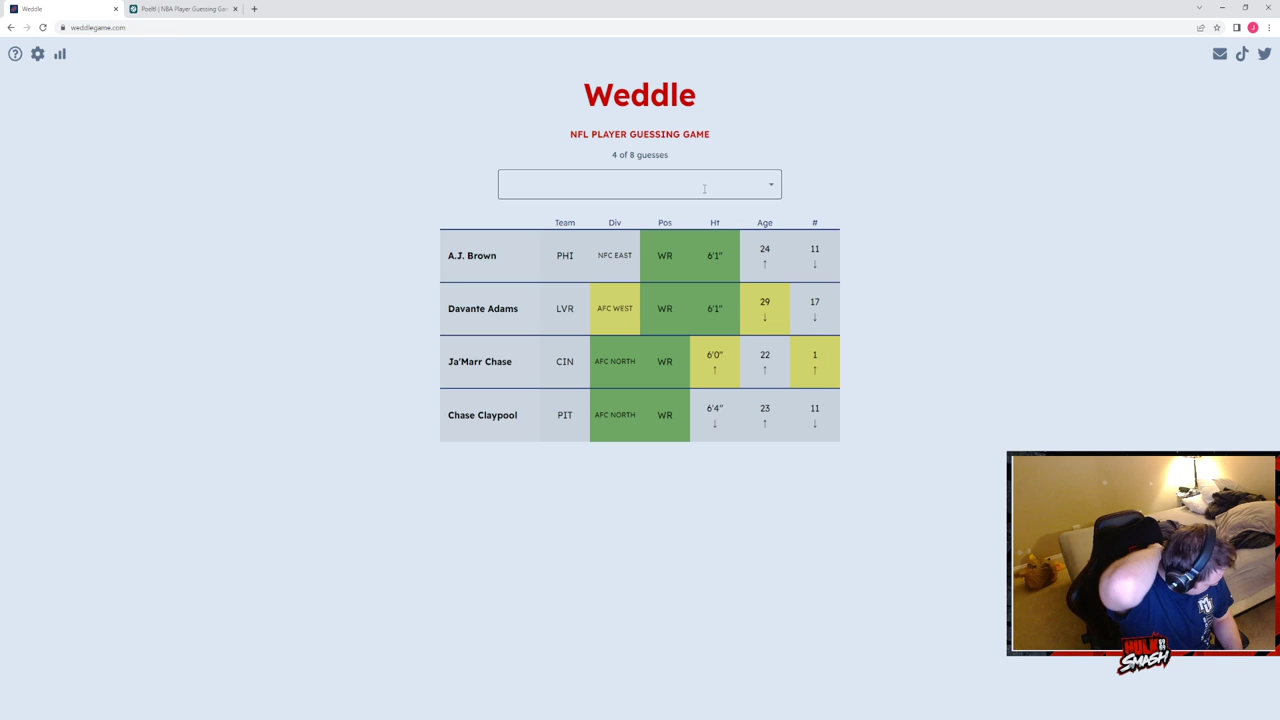 Weddle
Poeltl | NBA Player Guessing Ga
weddlegame.com
J
Weddle
NFL PLAYER GUESSING GAME
4 of 8 guesses
Team Div Pos Ht Age #
A.J. Brown PHI NFC EAST WR 6'1" 24 ↑ 11 ↓
Davante Adams LVR AFC WEST WR 6'1" 29 ↓ 17 ↓
Ja'Marr Chase CIN AFC NORTH WR 6'0" ↑ 22 ↑ 1 ↑
Chase Claypool PIT AFC NORTH WR 6'4" ↓ 23 ↑ 11 ↓
HULK
SMASH